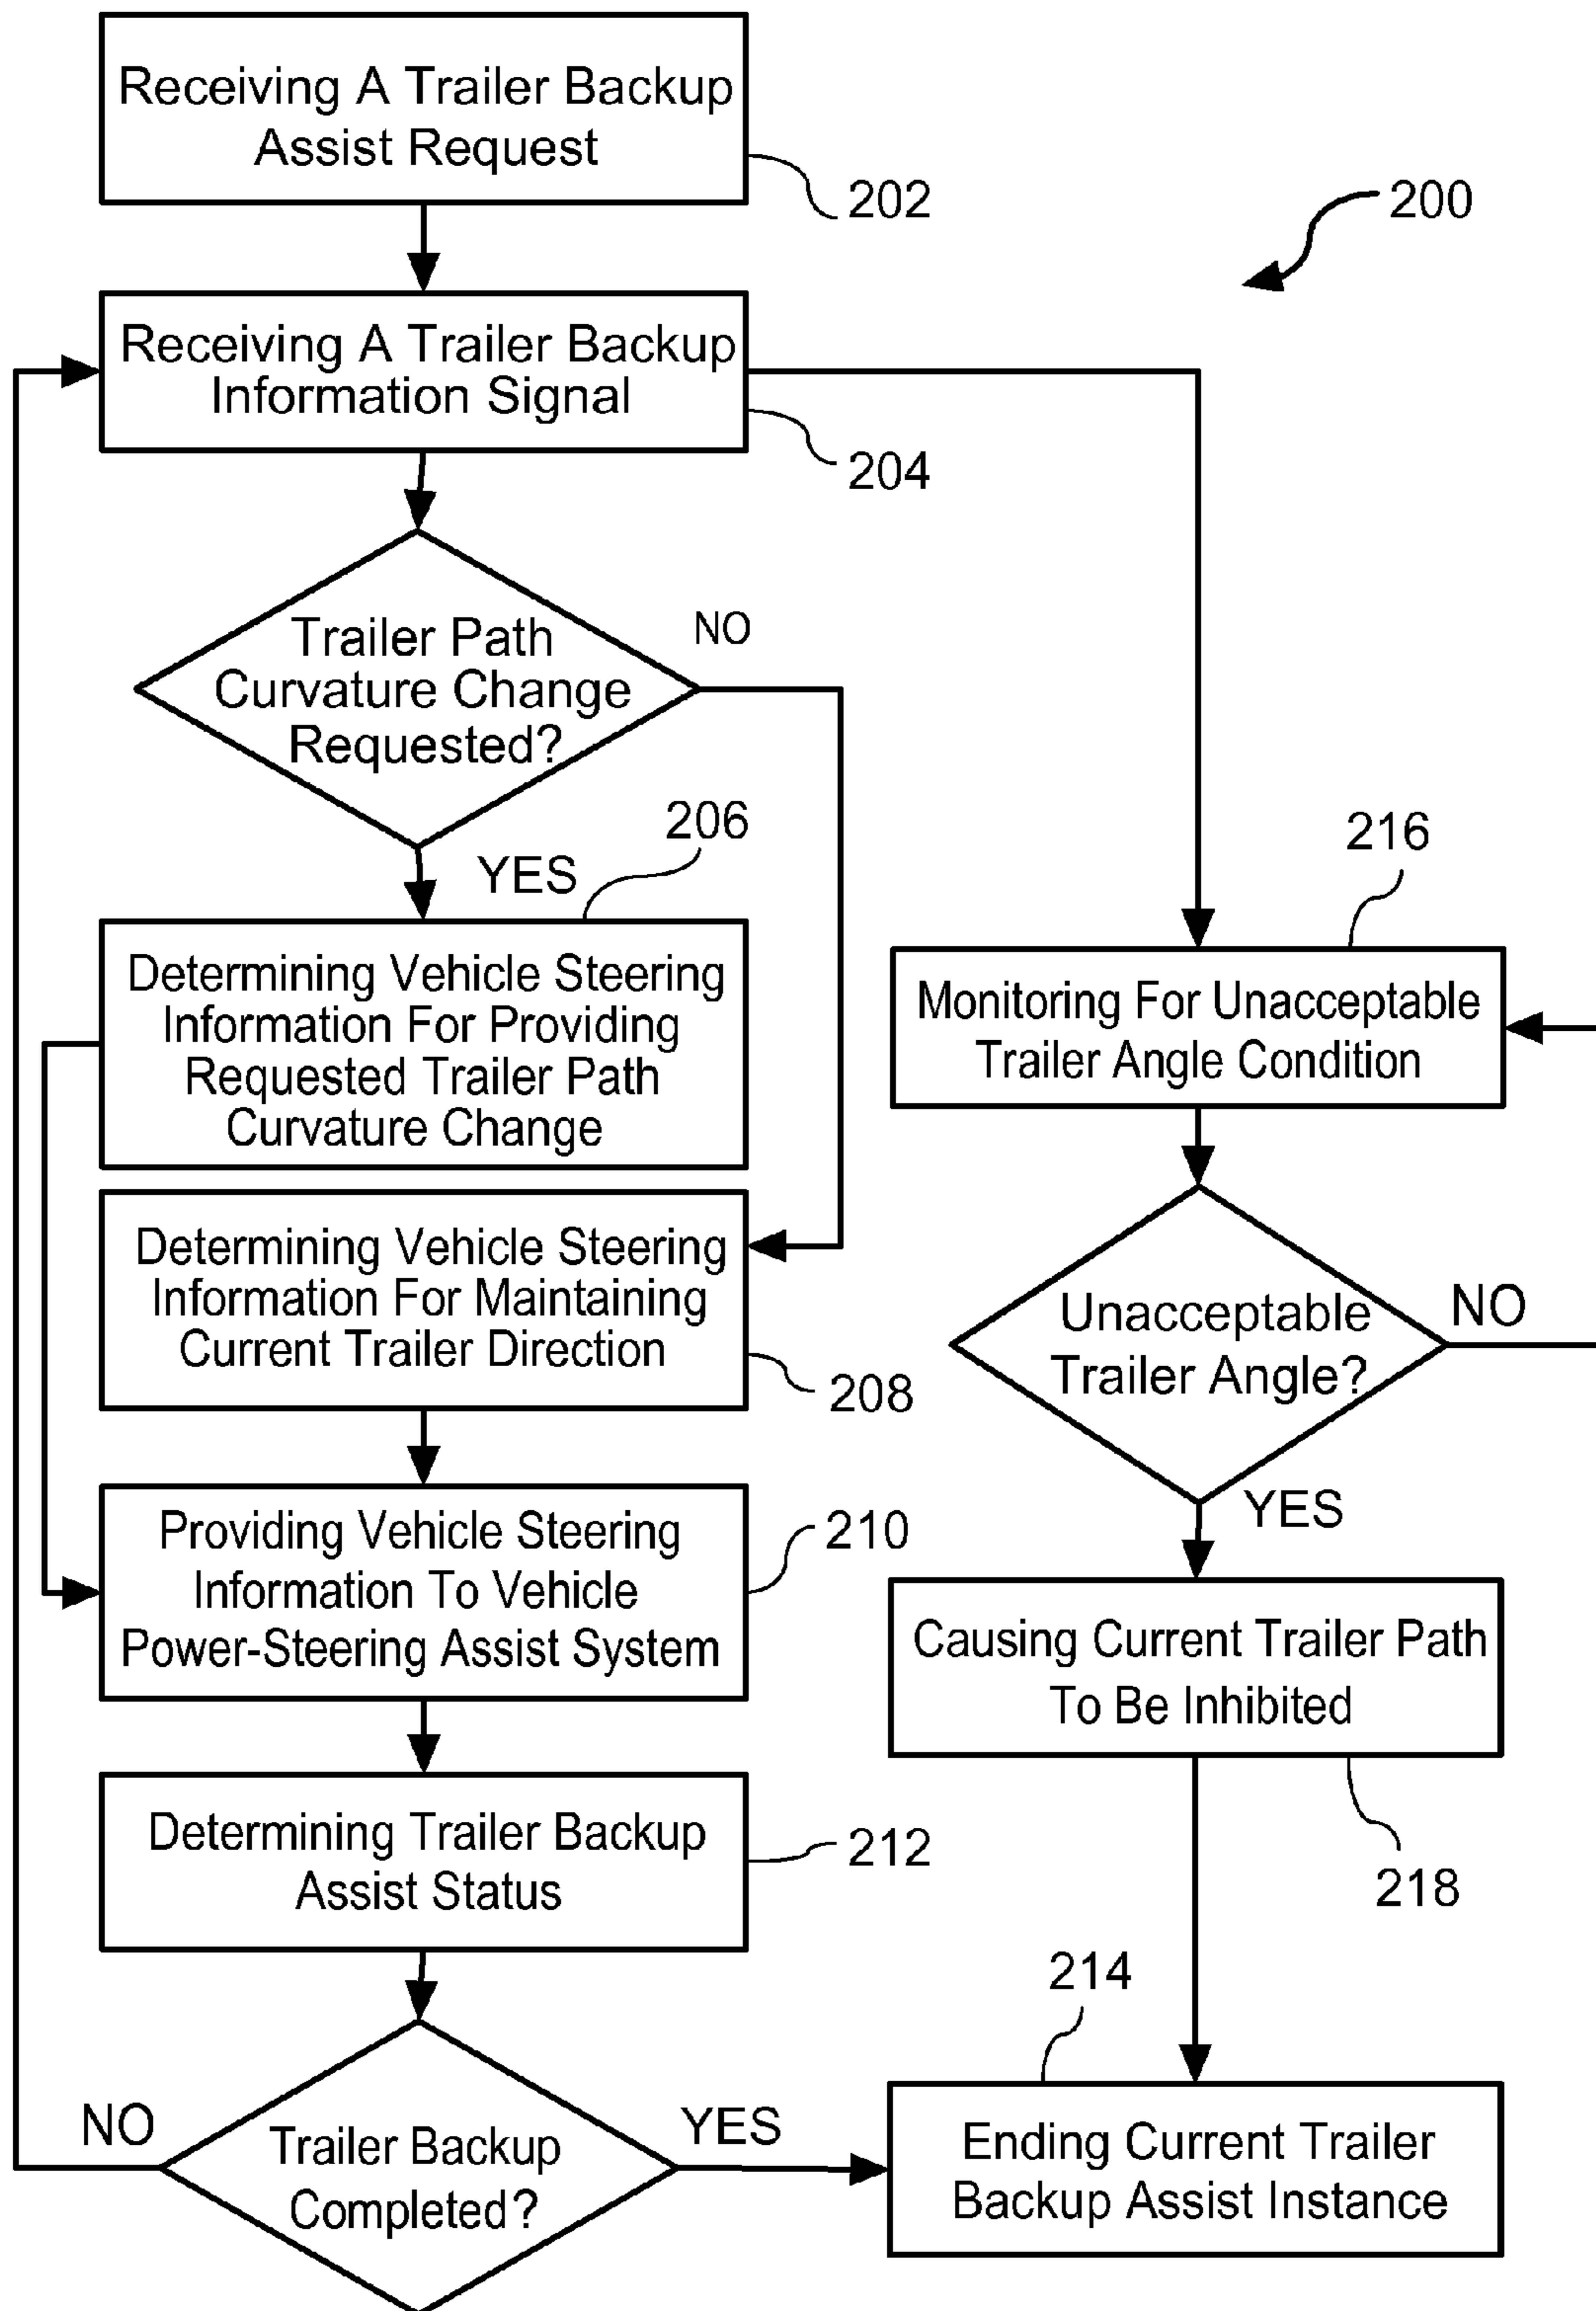 Receiving A Trailer Backup
Assist Request
202
200
Receiving A Trailer Backup
Information Signal
204
Trailer Path
Curvature Change
Requested?
NO
YES
206
Determining Vehicle Steering
Information For Providing
Requested Trailer Path
Curvature Change
Determining Vehicle Steering
Information For Maintaining
Current Trailer Direction
208
Providing Vehicle Steering
Information To Vehicle
Power-Steering Assist System
210
Determining Trailer Backup
Assist Status
212
Trailer Backup
Completed?
NO
YES
216
Monitoring For Unacceptable
Trailer Angle Condition
Unacceptable
Trailer Angle?
NO
YES
Causing Current Trailer Path
To Be Inhibited
218
214
Ending Current Trailer
Backup Assist Instance